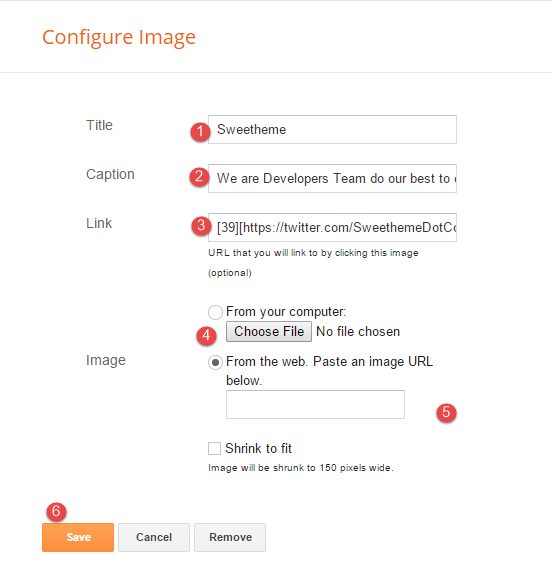 Configure Image
Title
1
Sweetheme
Caption
2
We are Developers Team do our best to
Link
3
[39][https://twitter.com/SweethemeDotCo
URL that you will link to by clicking this image
(optional)
From your computer:
4
Choose File No file chosen
Image
From the web. Paste an image URL
below.
5
Shrink to fit
Image will be shrunk to 150 pixels wide.
6
Save Cancel Remove